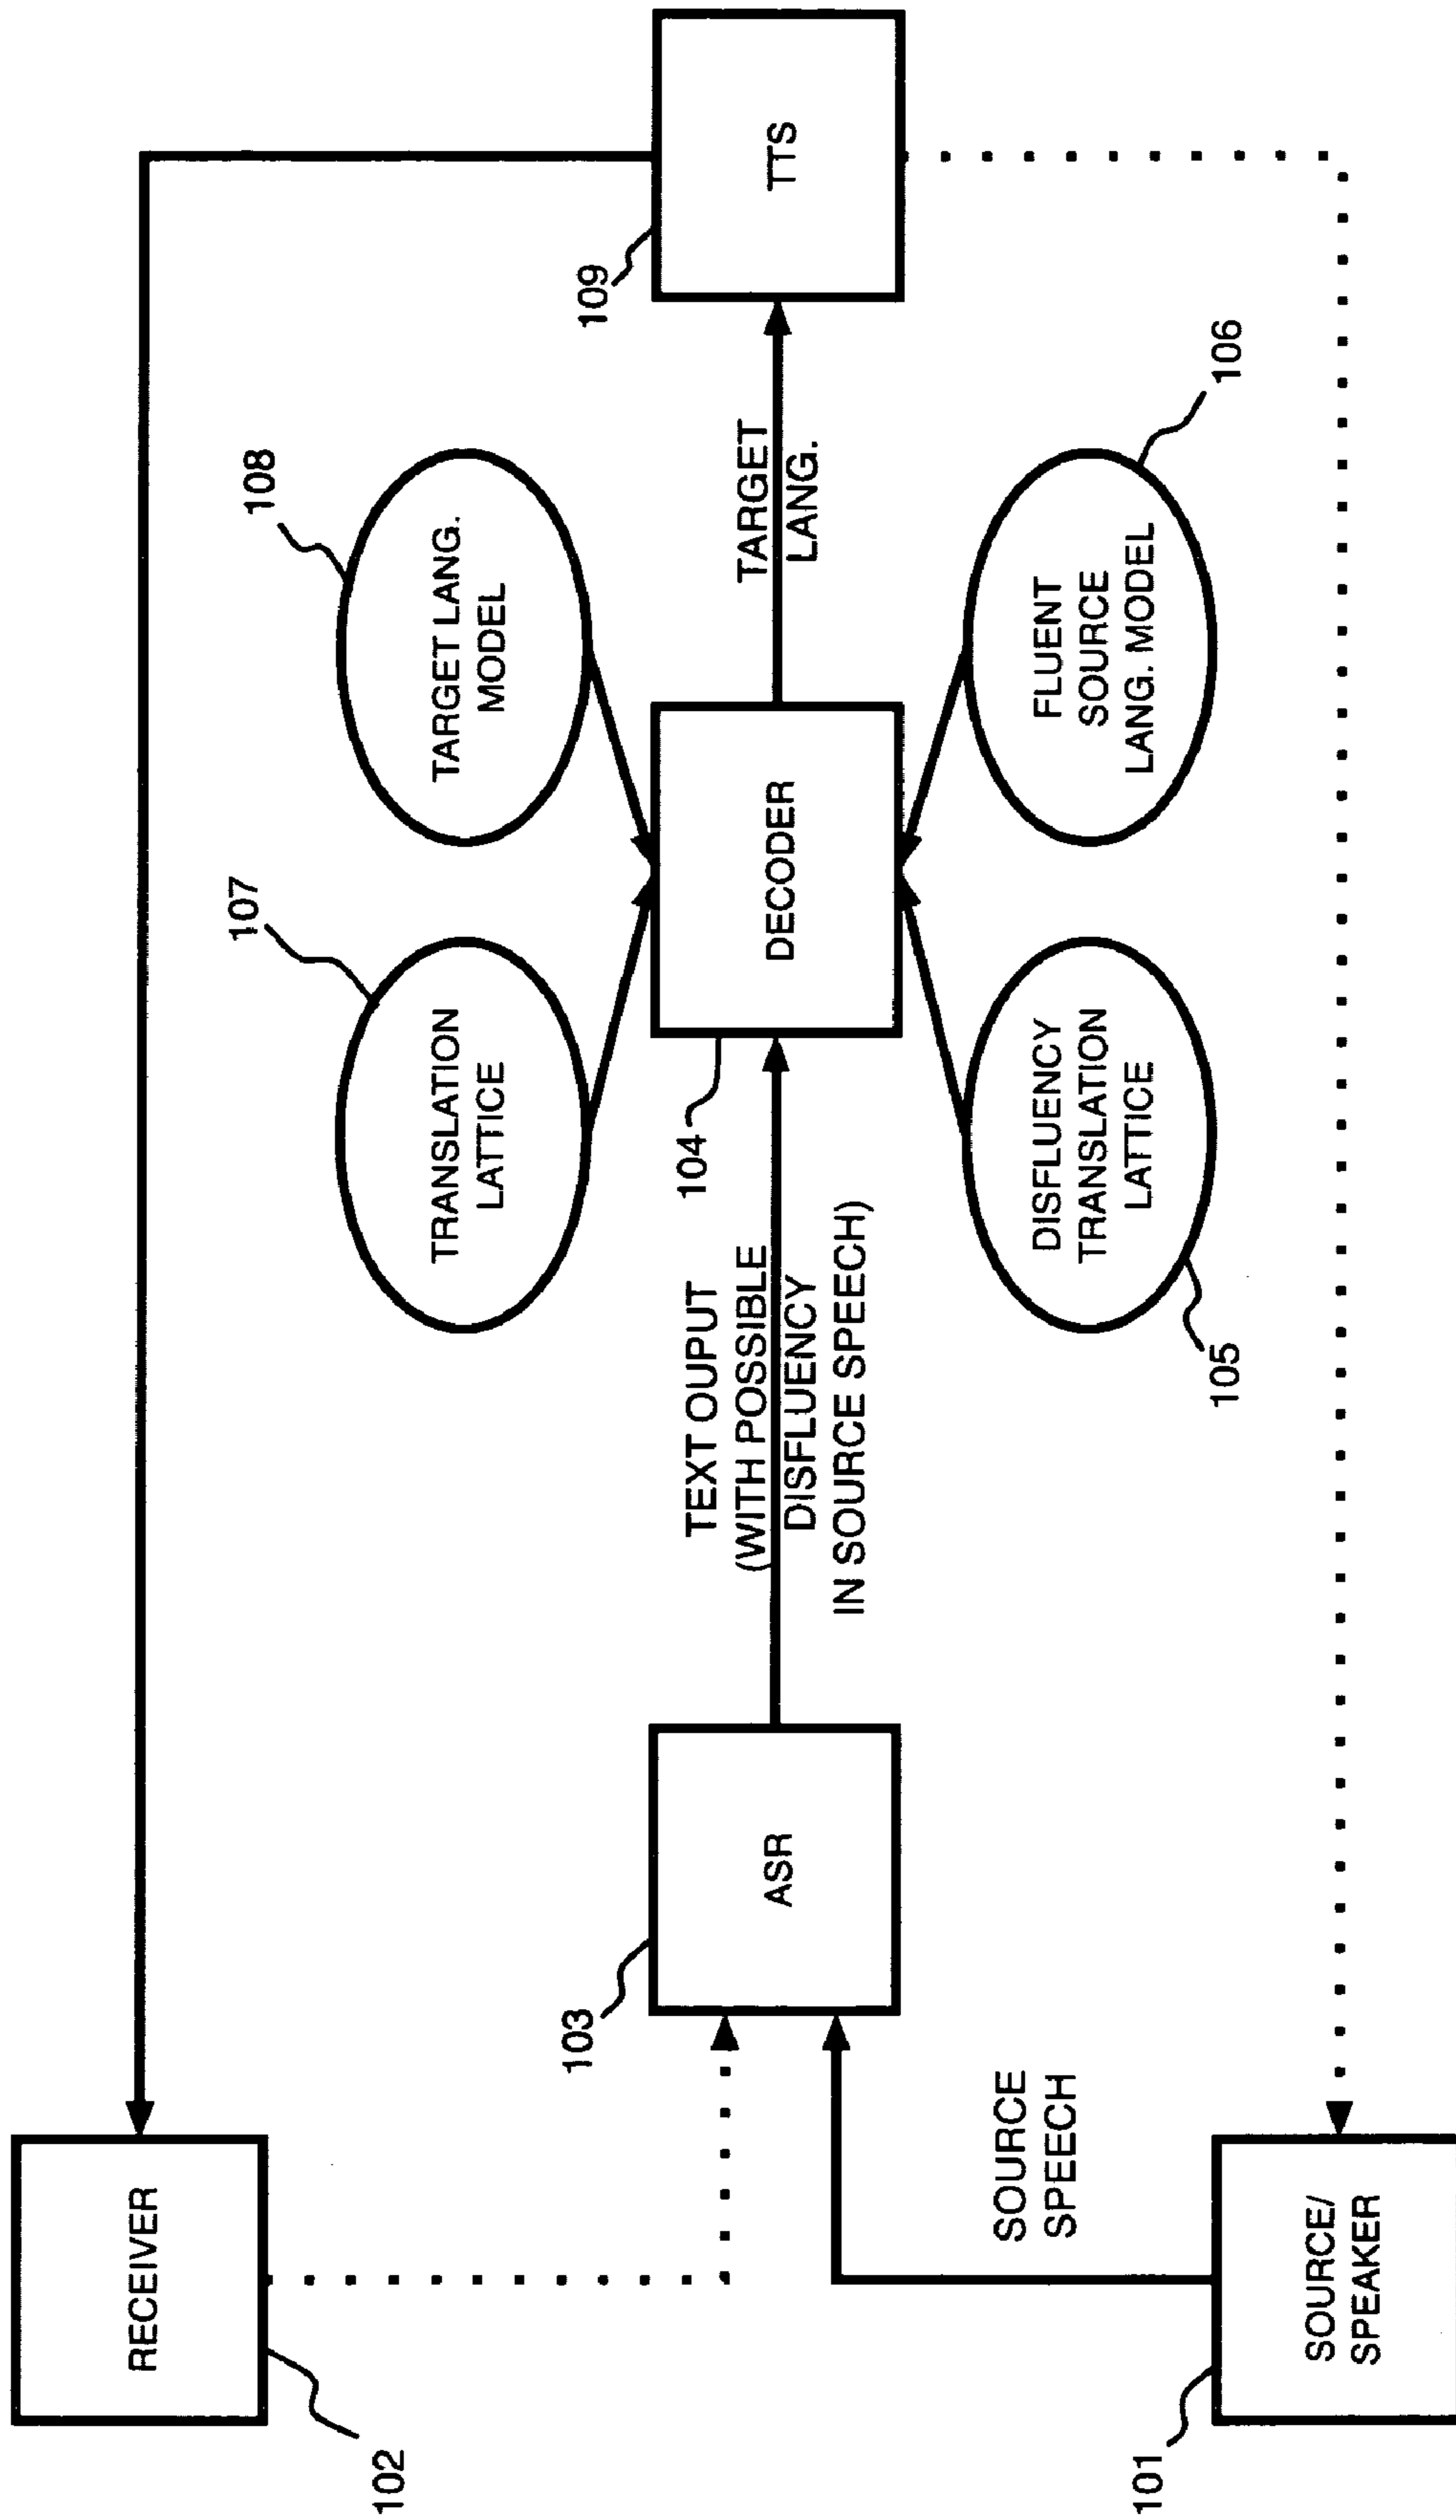 102
RECEIVER
101
SOURCE/
SPEAKER
SOURCE
SPEECH
103
ASR
TEXT OUPUT
(WITH POSSIBLE
DISFLUENCY
IN SOURCE SPEECH)
107
TRANSLATION
LATTICE
104
DECODER
105
DISFLUENCY
TRANSLATION
LATTICE
108
TARGET LANG.
MODEL
106
FLUENT
SOURCE
LANG. MODEL
TARGET
LANG.
109
TTS